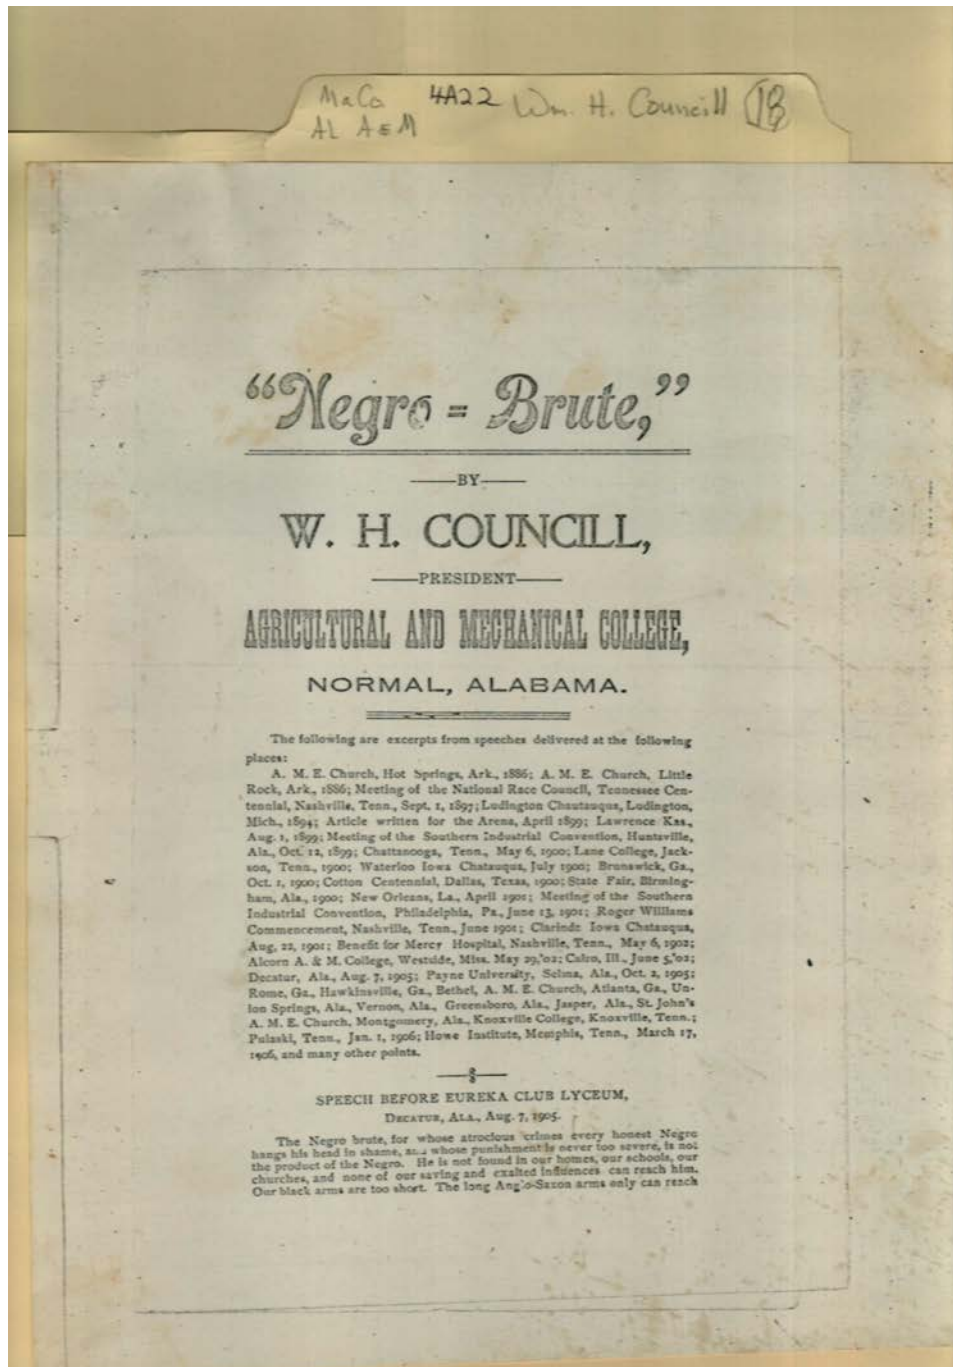 MaCo 4A22 Wm. H. Councill 18
AL A&M
“Negro = Brute,”
BY
W. H. COUNCILL,
PRESIDENT
AGRICULTURAL AND MECHANICAL COLLEGE,
NORMAL, ALABAMA.
The following are excerpts from speeches delivered at the following
places:
A. M. E. Church, Hot Springs, Ark., 1886; A. M. E. Church, Little
Rock, Ark., 1886; Meeting of the National Race Council, Tennessee Cen-
tennial, Nashville, Tenn., Sept. 1, 1897; Ludington Chautauqua, Ludington,
Mich., 1894; Article written for the Arena, April 1899; Lawrence Kas.,
Aug. 1, 1899; Meeting of the Southern Industrial Convention, Huntsville,
Ala., Oct. 12, 1899; Chattanooga, Tenn., May 6, 1900; Lane College, Jack-
son, Tenn., 1900; Waterloo Iowa Chatauqua, July 1900; Brunswick, Ga.,
Oct. 1, 1900; Cotton Centennial, Dallas, Texas, 1900; State Fair, Birming-
ham, Ala., 1900; New Orleans, La., April 1901; Meeting of the Southern
Industrial Convention, Philadelphia, Pa., June 13, 1901; Roger Williams
Commencement, Nashville, Tenn., June 1901; Clarinda Iowa Chatauqua,
Aug. 22, 1901; Benefit for Mercy Hospital, Nashville, Tenn., May 6, 1902;
Alcorn A. & M. College, Westside, Miss. May 29,'02; Cairo, Ill., June 5,'02;
Decatur, Ala., Aug. 7, 1905; Payne University, Selma, Ala., Oct. 2, 1905;
Rome, Ga., Hawkinsville, Ga., Bethel, A. M. E. Church, Atlanta, Ga., Un-
ion Springs, Ala., Vernon, Ala., Greensboro, Ala., Jasper, Ala., St. John's
A. M. E. Church, Montgomery, Ala., Knoxville College, Knoxville, Tenn.;
Pulaski, Tenn., Jan. 1, 1906; Howe Institute, Memphis, Tenn., March 17,
1906, and many other points.
SPEECH BEFORE EUREKA CLUB LYCEUM,
DECATUR, ALA., AUG. 7, 1905.
The Negro brute, for whose atrocious crimes every honest Negro
hangs his head in shame, and whose punishment is never too severe, is not
the product of the Negro. He is not found in our homes, our schools, our
churches, and none of our saving and exalted influences can reach him.
Our black arms are too short. The long Anglo-Saxon arms only can reach